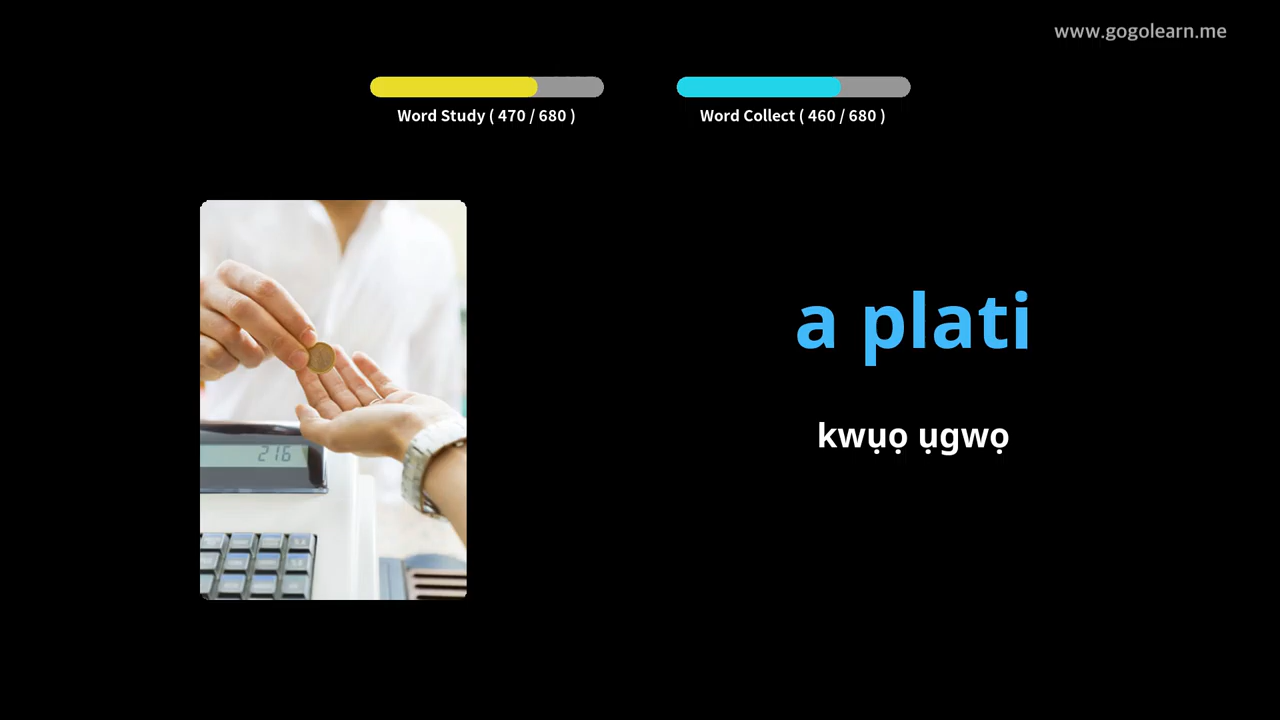 www.gogolearn.me
Word Study ( 470 / 680 )
Word Collect ( 460 / 680 )
a plati
kwụọ ụgwọ
216